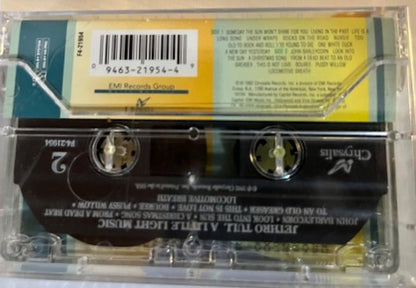 F4-21954
0 9463-21954-4 9
EMI Records Group
SIDE 1: SOMEDAY THE SUN WON'T SHINE FOR YOU LIVING IN THE PAST LIFE IS A
LONG SONG UNDER WRAPS ROCKS ON THE ROAD NURSIE TOO
OLD TO ROCK AND ROLL TOO YOUNG TO DIE ONE WHITE DUCK
A NEW DAY YESTERDAY SIDE 2: JOHN BARLEYCORN LOOK INTO
THE SUN A CHRISTMAS SONG FROM A DEAD BEAT TO AN OLD
GREASER THIS IS NOT LOVE BOUREE PUSSY WILLOW
LOCOMOTIVE BREATH
F4-21954
2
Chrysalis
JETHRO TULL A LITTLE LIGHT MUSIC
JOHN BARLEYCORN • LOOK INTO THE SUN • A CHRISTMAS SONG • FROM A DEAD BEAT
TO AN OLD GREASER • THIS IS NOT LOVE • BOUREE • PUSSY WILLOW •
LOCOMOTIVE BREATH